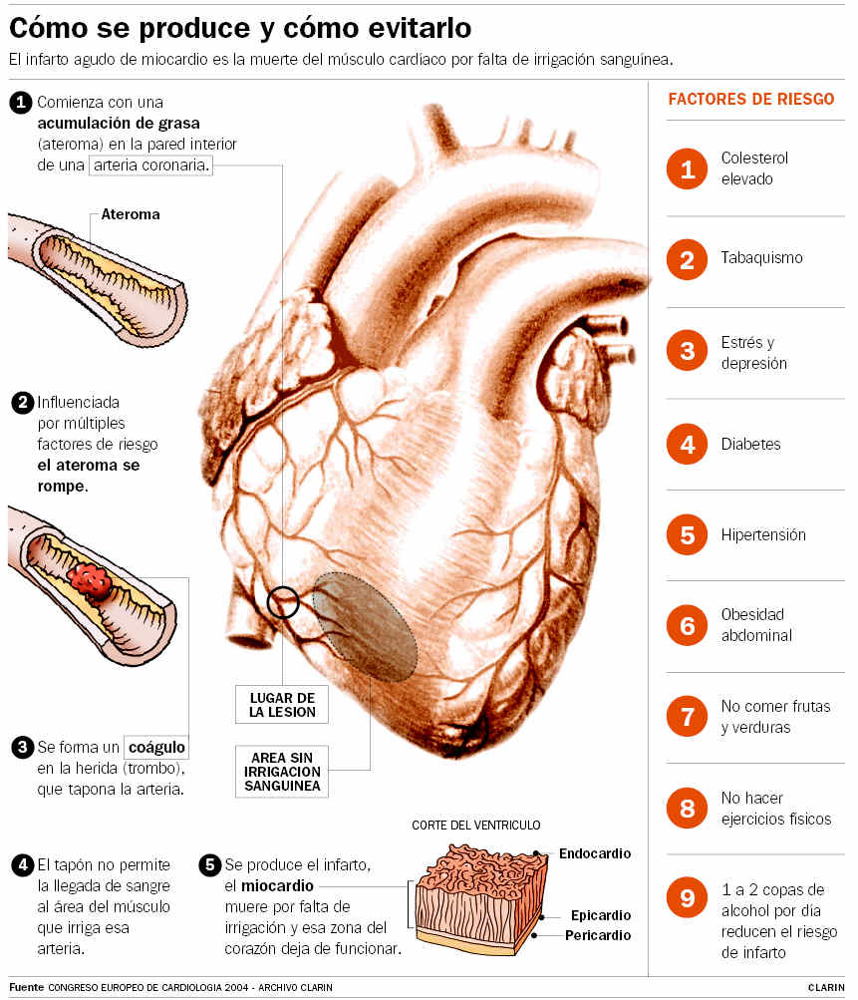 Cómo se produce y cómo evitarlo
El infarto agudo de miocardio es la muerte del músculo cardíaco por falta de irrigación sanguínea.
1 Comienza con una
acumulación de grasa
(ateroma) en la pared interior
de una arteria coronaria.
Ateroma
2 Influenciada
por múltiples
factores de riesgo
el ateroma se
rompe.
3 Se forma un coágulo
en la herida (trombo),
que tapona la arteria.
LUGAR DE
LA LESION
AREA SIN
IRRIGACION
SANGUINEA
4 El tapón no permite
la llegada de sangre
al área del músculo
que irriga esa
arteria.
5 Se produce el infarto,
el miocardio
muere por falta de
irrigación y esa zona del
corazón deja de funcionar.
CORTE DEL VENTRICULO
Endocardio
Epicardio
Pericardio
FACTORES DE RIESGO
1 Colesterol
elevado
2 Tabaquismo
3 Estrés y
depresión
4 Diabetes
5 Hipertensión
6 Obesidad
abdominal
7 No comer frutas
y verduras
8 No hacer
ejercicios físicos
9 1 a 2 copas de
alcohol por día
reducen el riesgo
de infarto
Fuente CONGRESO EUROPEO DE CARDIOLOGIA 2004 - ARCHIVO CLARIN
CLARIN